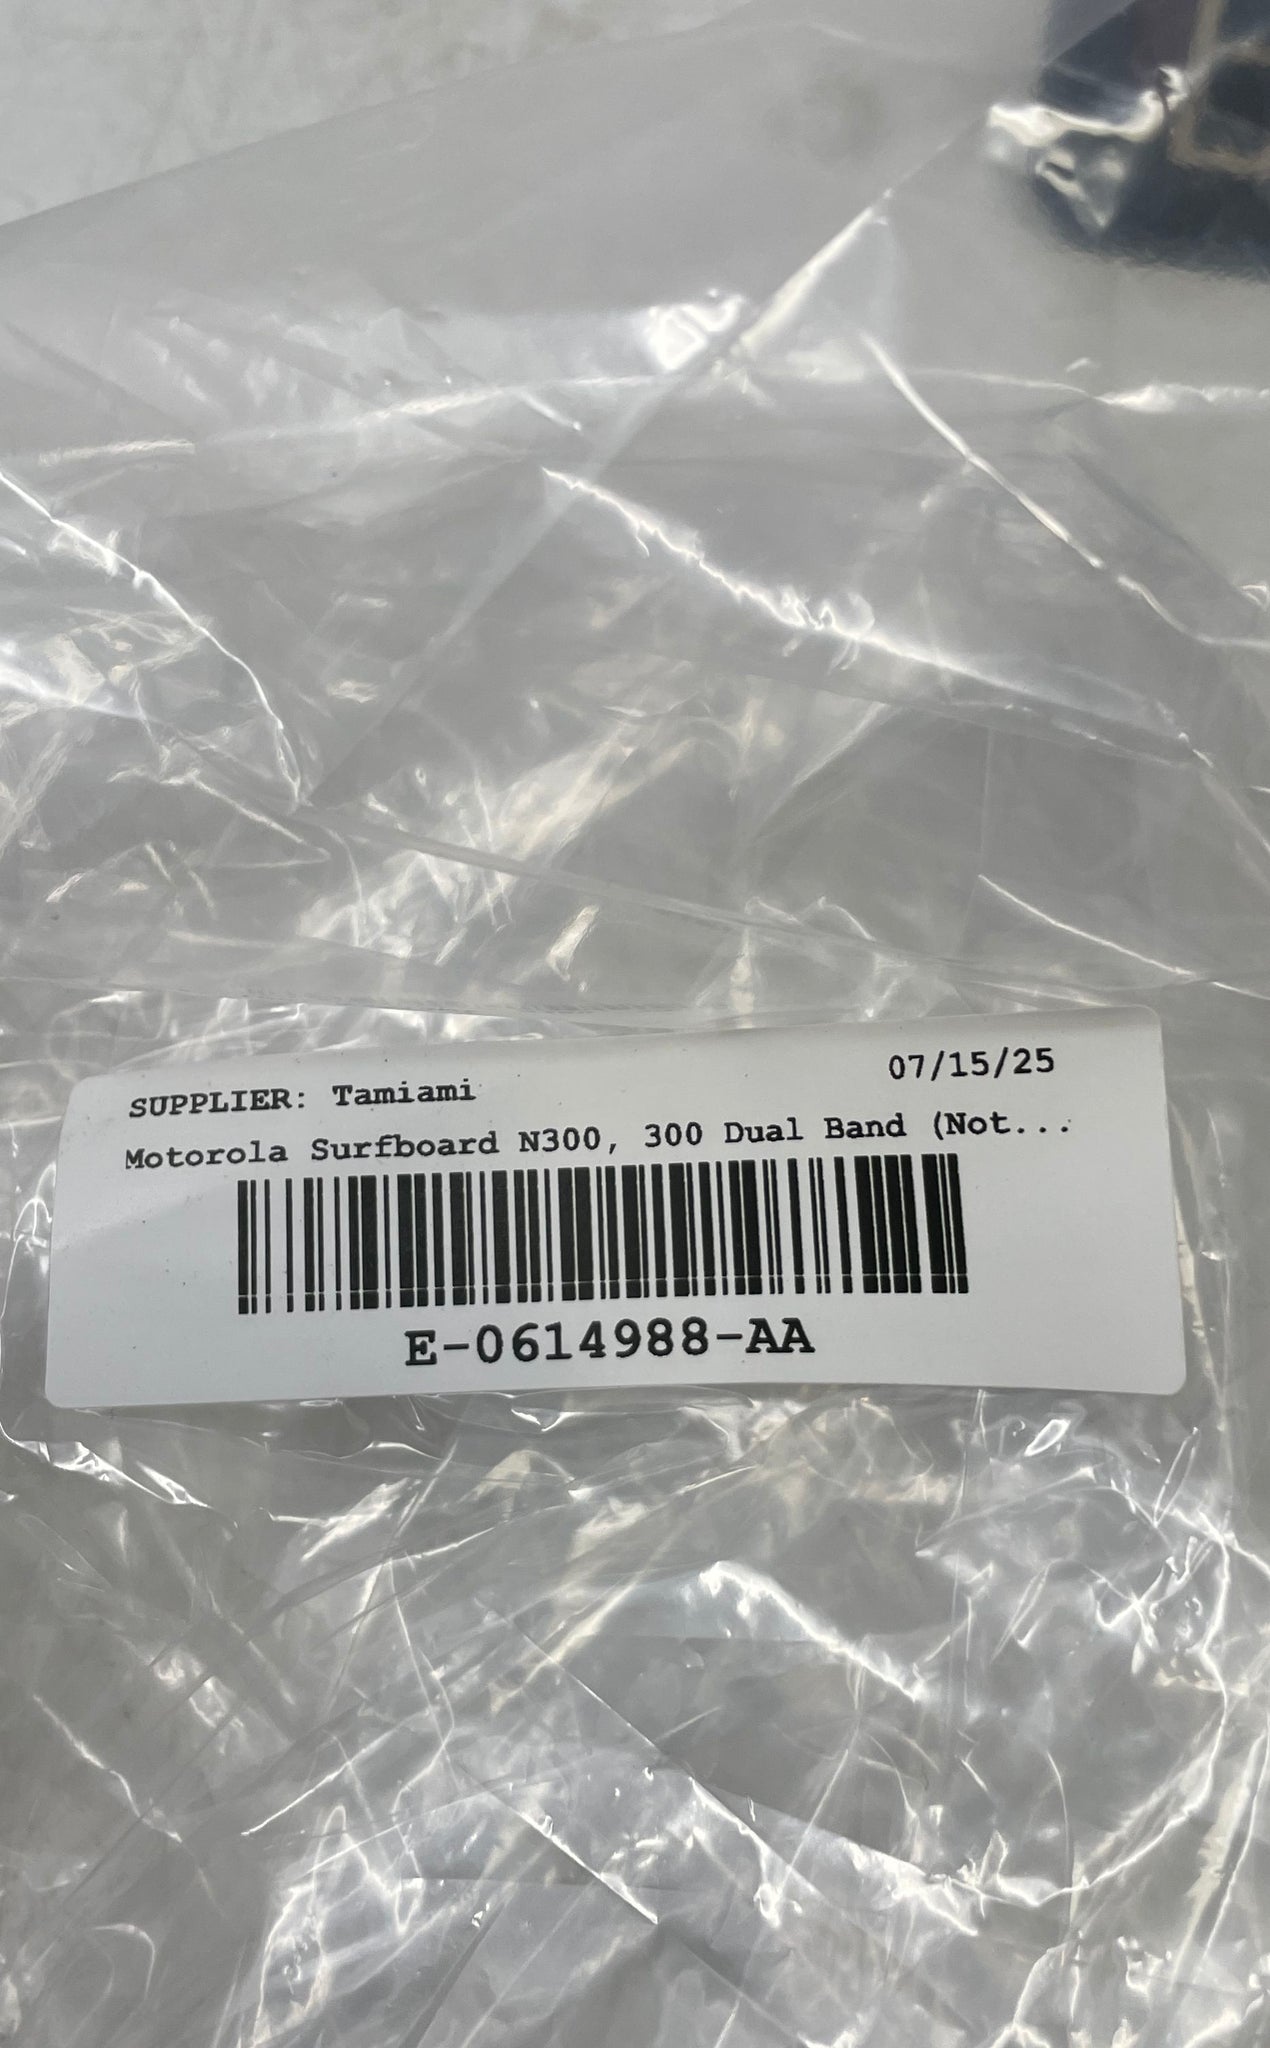 SUPPLIER: Tamiami
07/15/25
Motorola Surfboard N300, 300 Dual Band (Not...
E-0614988-AA